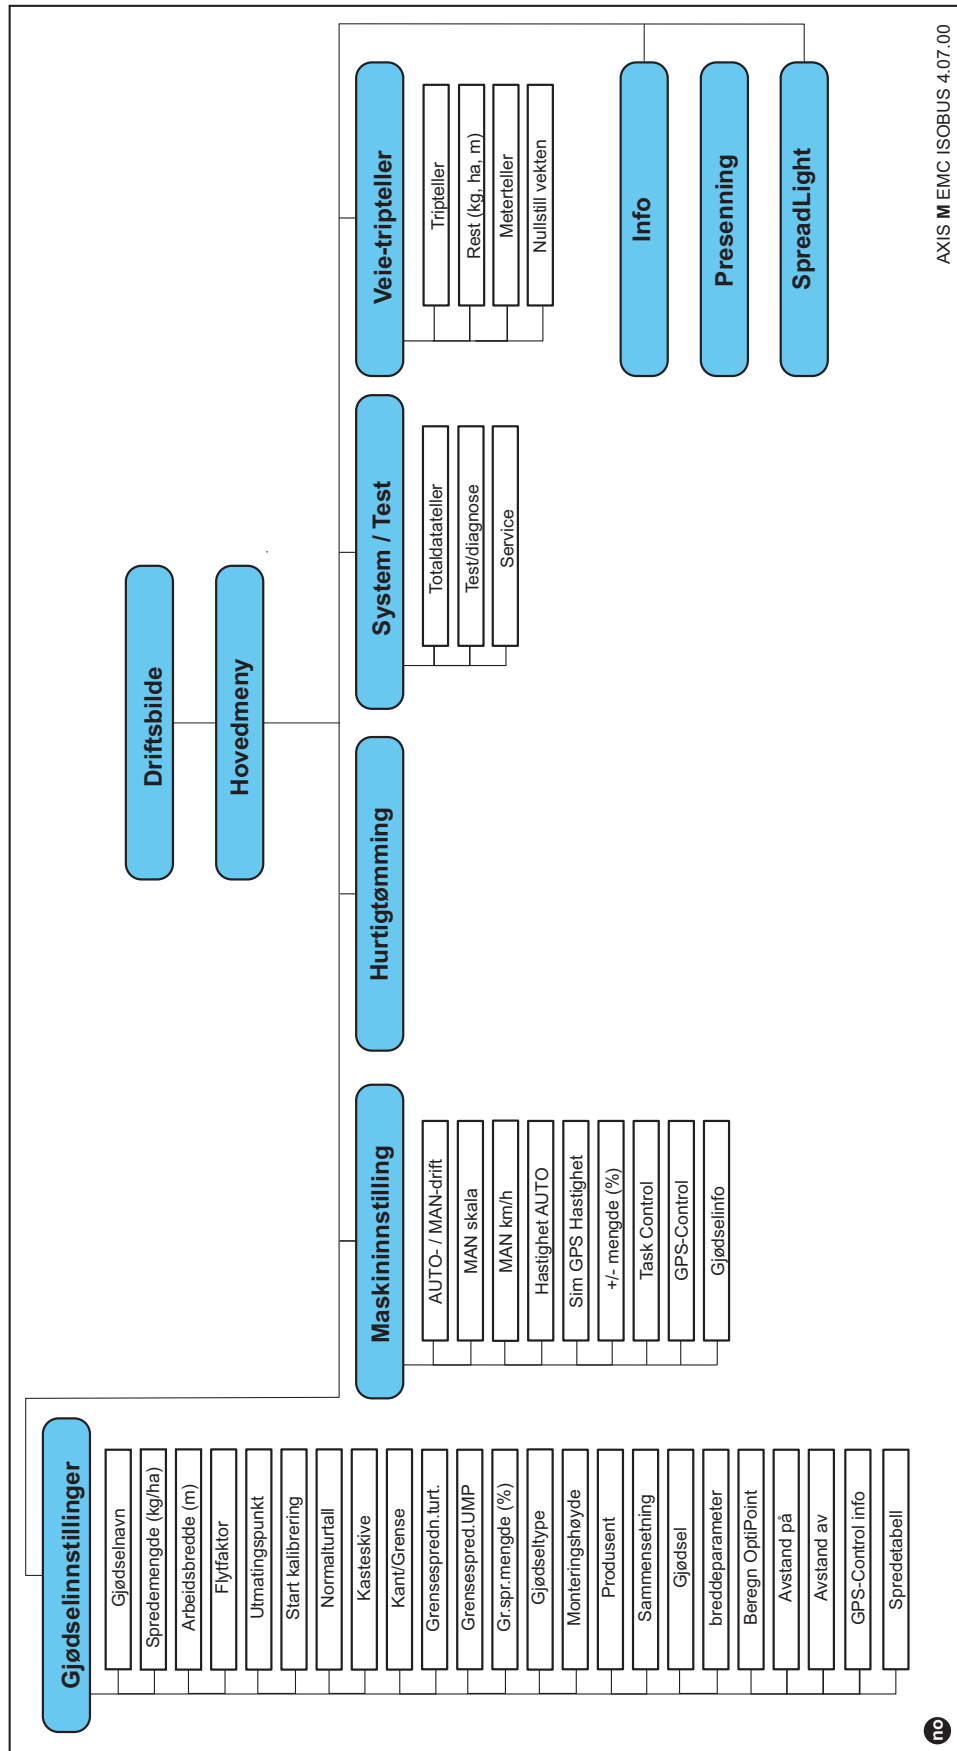 Driftsbilde
Hovedmeny
Gjødselinnstillinger
Gjødselnavn
Spredemengde (kg/ha)
Arbeidsbredde (m)
Flytfaktor
Utmatingspunkt
Start kalibrering
Normalturtall
Kasteskive
Kant/Grense
Grensespredn.turt.
Grensespred.UMP
Gr.spr.mengde (%)
Gjødseltype
Monteringshøyde
Produsent
Sammensetning
Gjødsel
breddeparameter
Beregn OptiPoint
Avstand på
Avstand av
GPS-Control info
Spredetabell
Maskininnstilling
AUTO- / MAN-drift
MAN skala
MAN km/h
Hastighet AUTO
Sim GPS Hastighet
+/- mengde (%)
Task Control
GPS-Control
Gjødselinfo
Hurtigtømming
System / Test
Totaldatateller
Test/diagnose
Service
Veie-tripteller
Tripteller
Rest (kg, ha, m)
Meterteller
Nullstill vekten
Info
Presenning
SpreadLight
no
AXIS M EMC ISOBUS 4.07.00